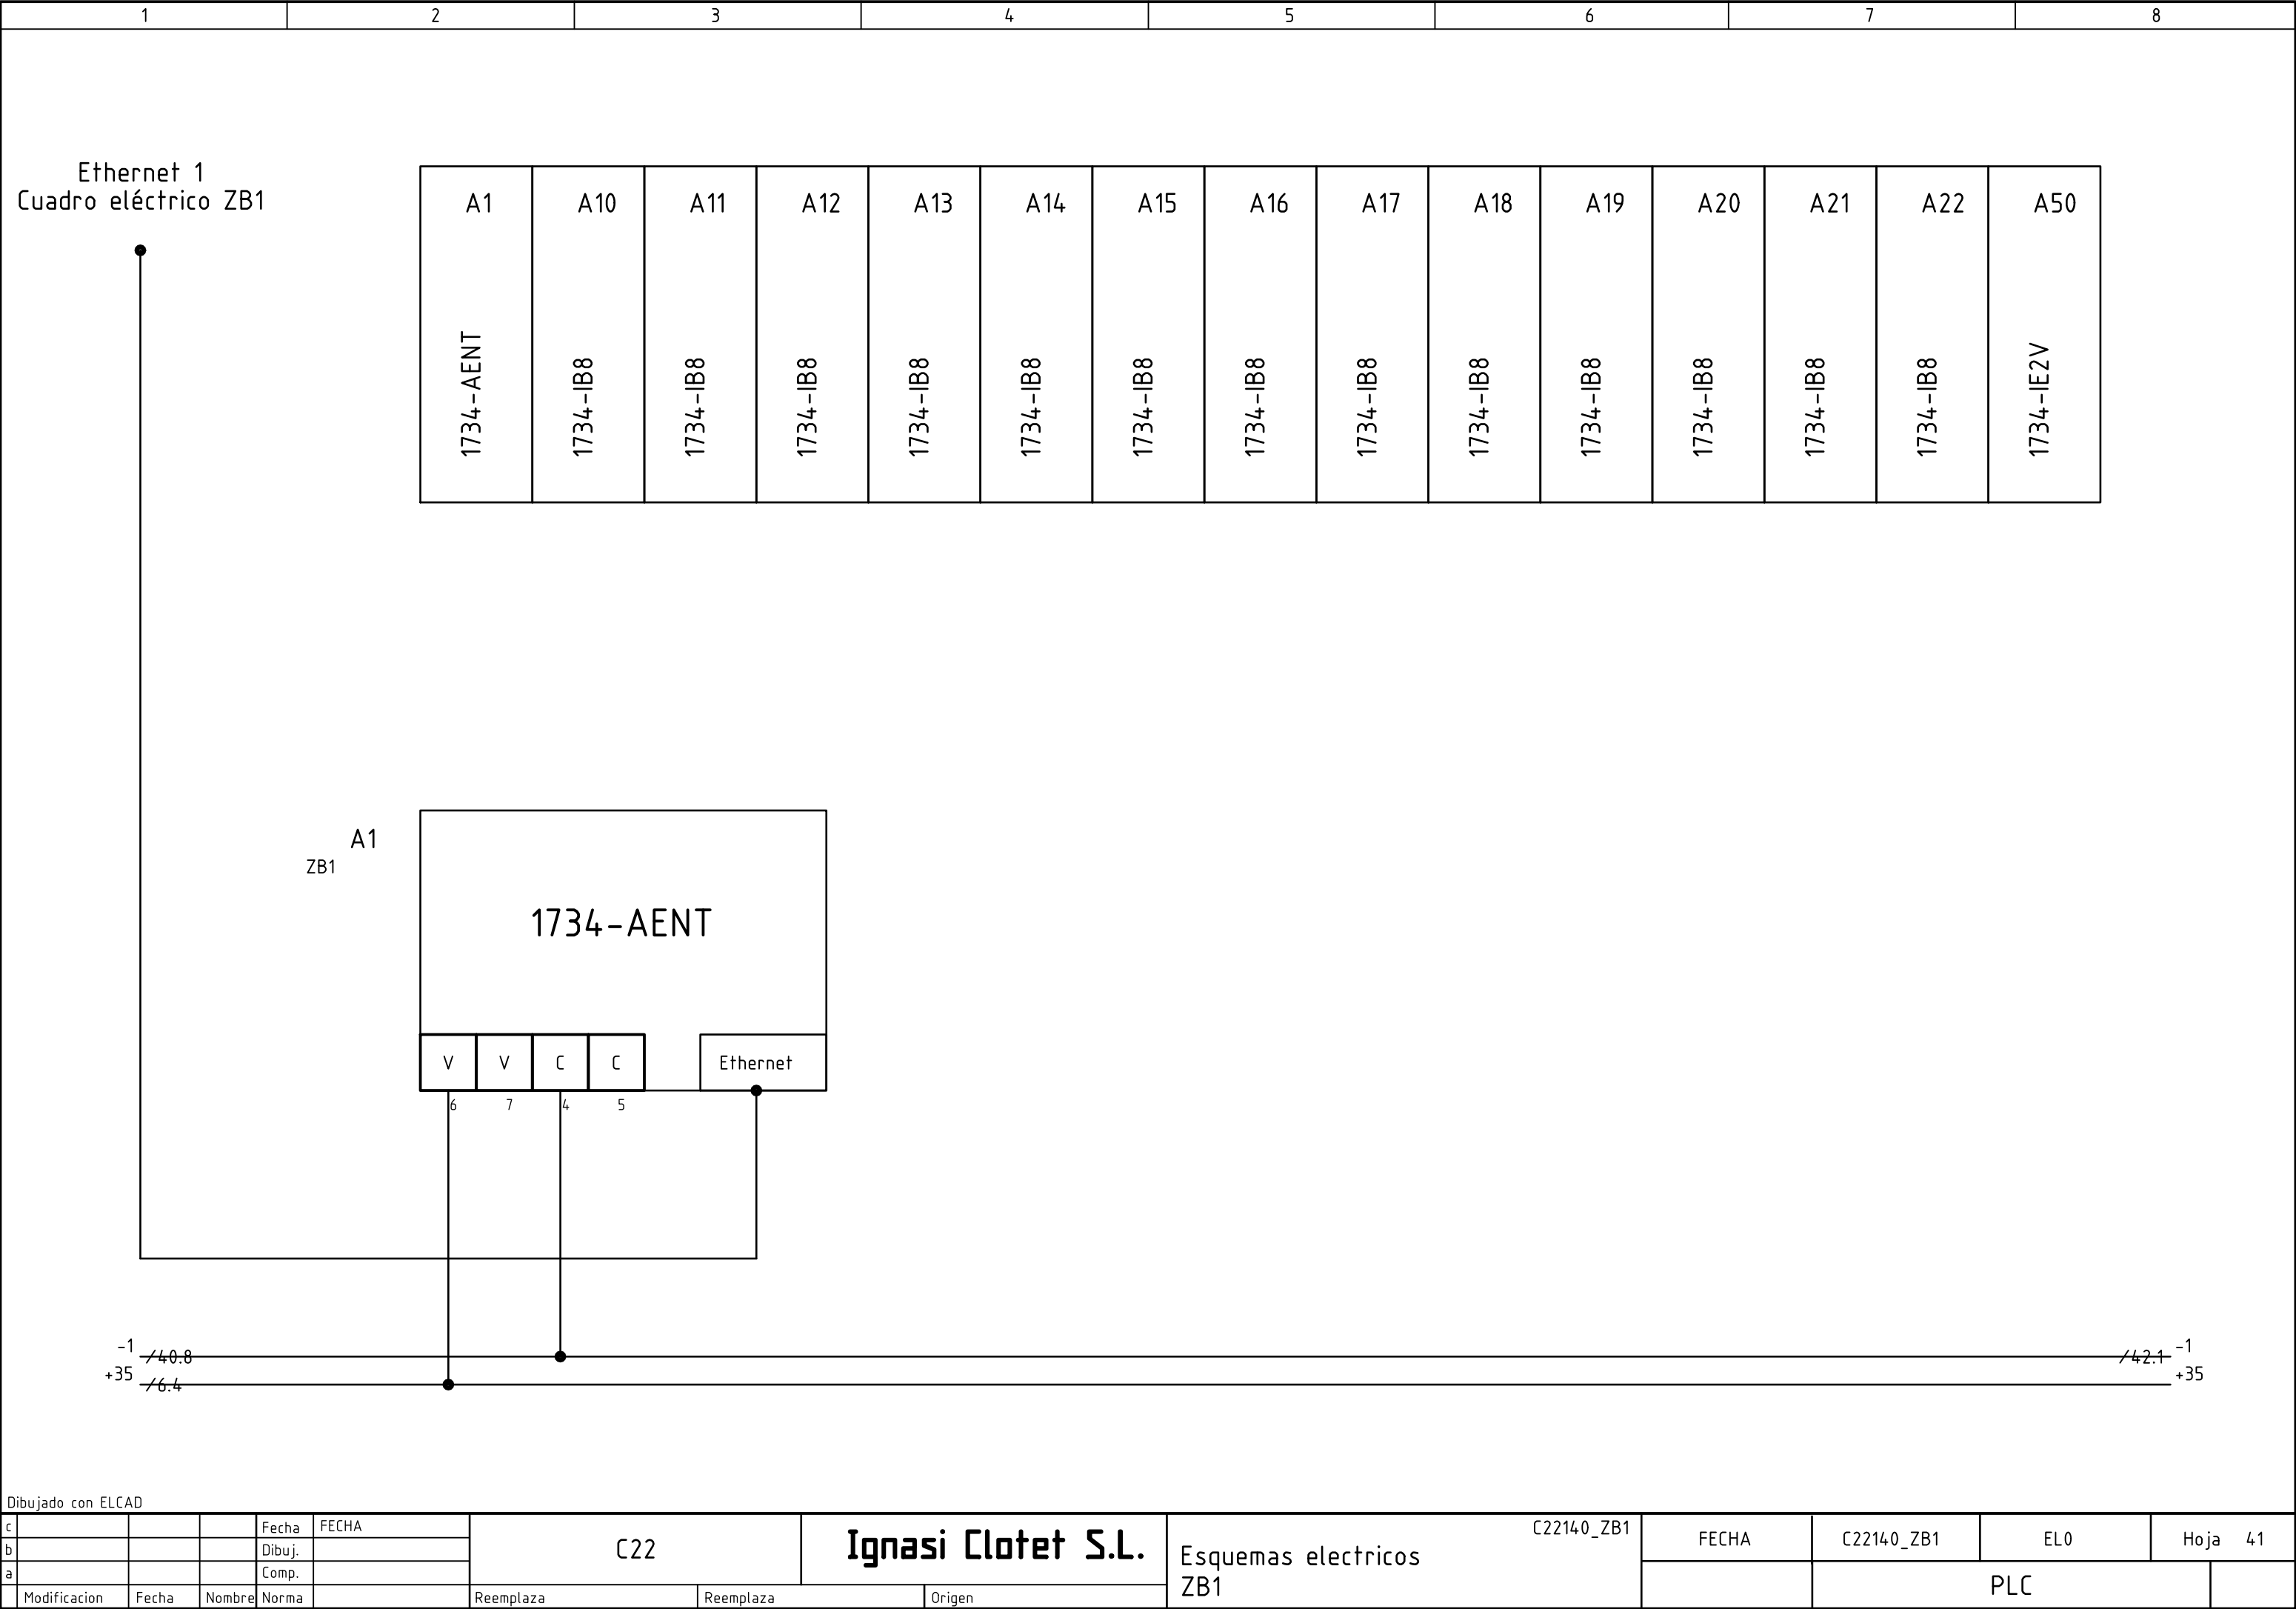 1 2 3 4 5 6 7 8
Ethernet 1
Cuadro eléctrico ZB1
A1 A10 A11 A12 A13 A14 A15 A16 A17 A18 A19 A20 A21 A22 A50
1734-AENT 1734-IB8 1734-IB8 1734-IB8 1734-IB8 1734-IB8 1734-IB8 1734-IB8 1734-IB8 1734-IB8 1734-IB8 1734-IB8 1734-IB8 1734-IB8 1734-IE2V
A1
ZB1
1734-AENT
V V C C Ethernet
6 7 4 5
-1 /40.8 /42.1 -1
+35 /6.4 +35
Dibujado con ELCAD
c Fecha FECHA
b Dibuj.
a Comp.
Modificacion Fecha Nombre Norma
C22
Reemplaza Reemplaza Origen
Ignasi Clotet S.L.
C22140_ZB1
Esquemas electricos
ZB1
FECHA C22140_ZB1 EL0 Hoja 41
PLC